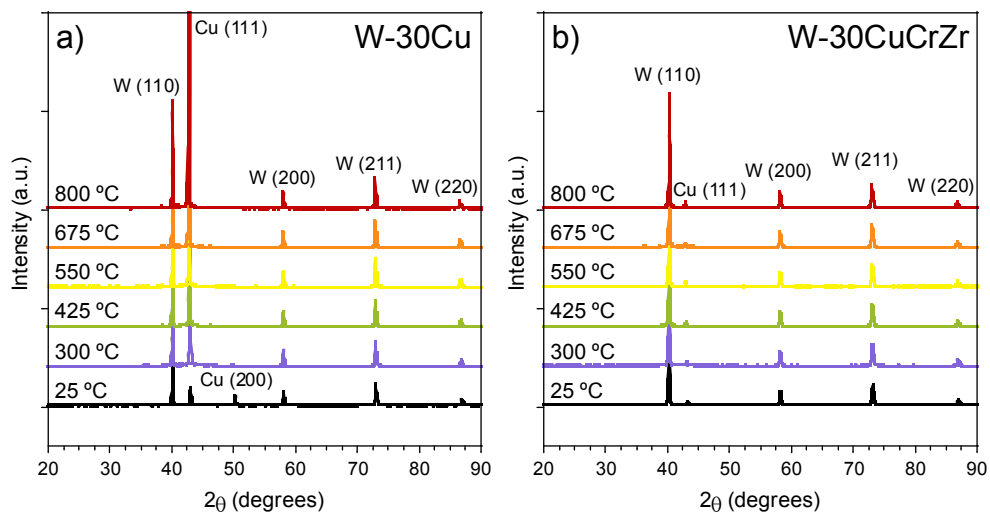 a)
W-30Cu
Cu (111)
W (110)
W (200)
W (211)
W (220)
800 ºC
675 ºC
550 ºC
425 ºC
300 ºC
25 ºC
Cu (200)
Intensity (a.u.)
20 30 40 50 60 70 80 90
2θ (degrees)
b)
W-30CuCrZr
W (110)
Cu (111)
W (200)
W (211)
W (220)
800 ºC
675 ºC
550 ºC
425 ºC
300 ºC
25 ºC
Intensity (a.u.)
20 30 40 50 60 70 80 90
2θ (degrees)